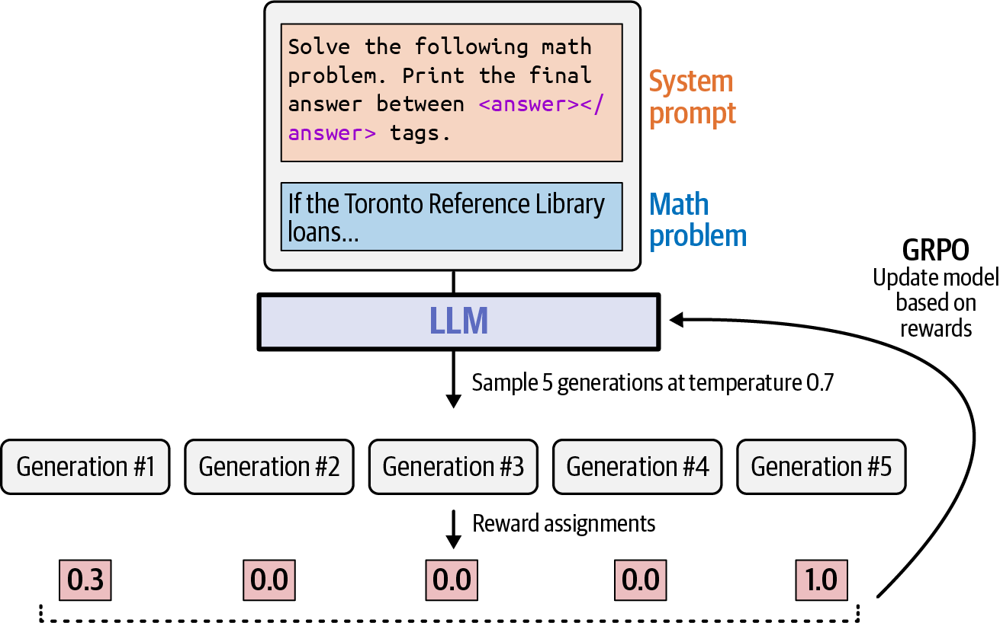 Solve the following math
problem. Print the final
answer between <answer></
answer> tags.
System
prompt
If the Toronto Reference Library
loans...
Math
problem
GRPO
Update model
based on
rewards
LLM
Sample 5 generations at temperature 0.7
Generation #1
Generation #2
Generation #3
Generation #4
Generation #5
Reward assignments
0.3
0.0
0.0
0.0
1.0